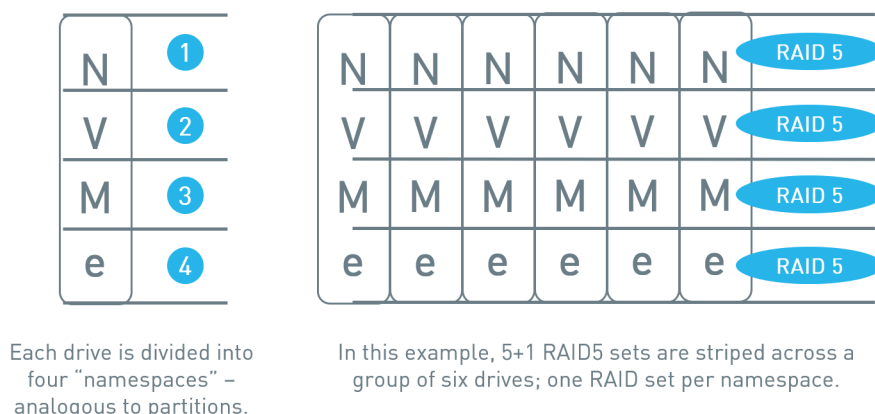 N N N N N N N RAID 5
1
V V V V V V V RAID 5
2
M M M M M M M RAID 5
3
e e e e e e e RAID 5
4
Each drive is divided into
four “namespaces” –
analogous to partitions.
In this example, 5+1 RAID5 sets are striped across a
group of six drives; one RAID set per namespace.